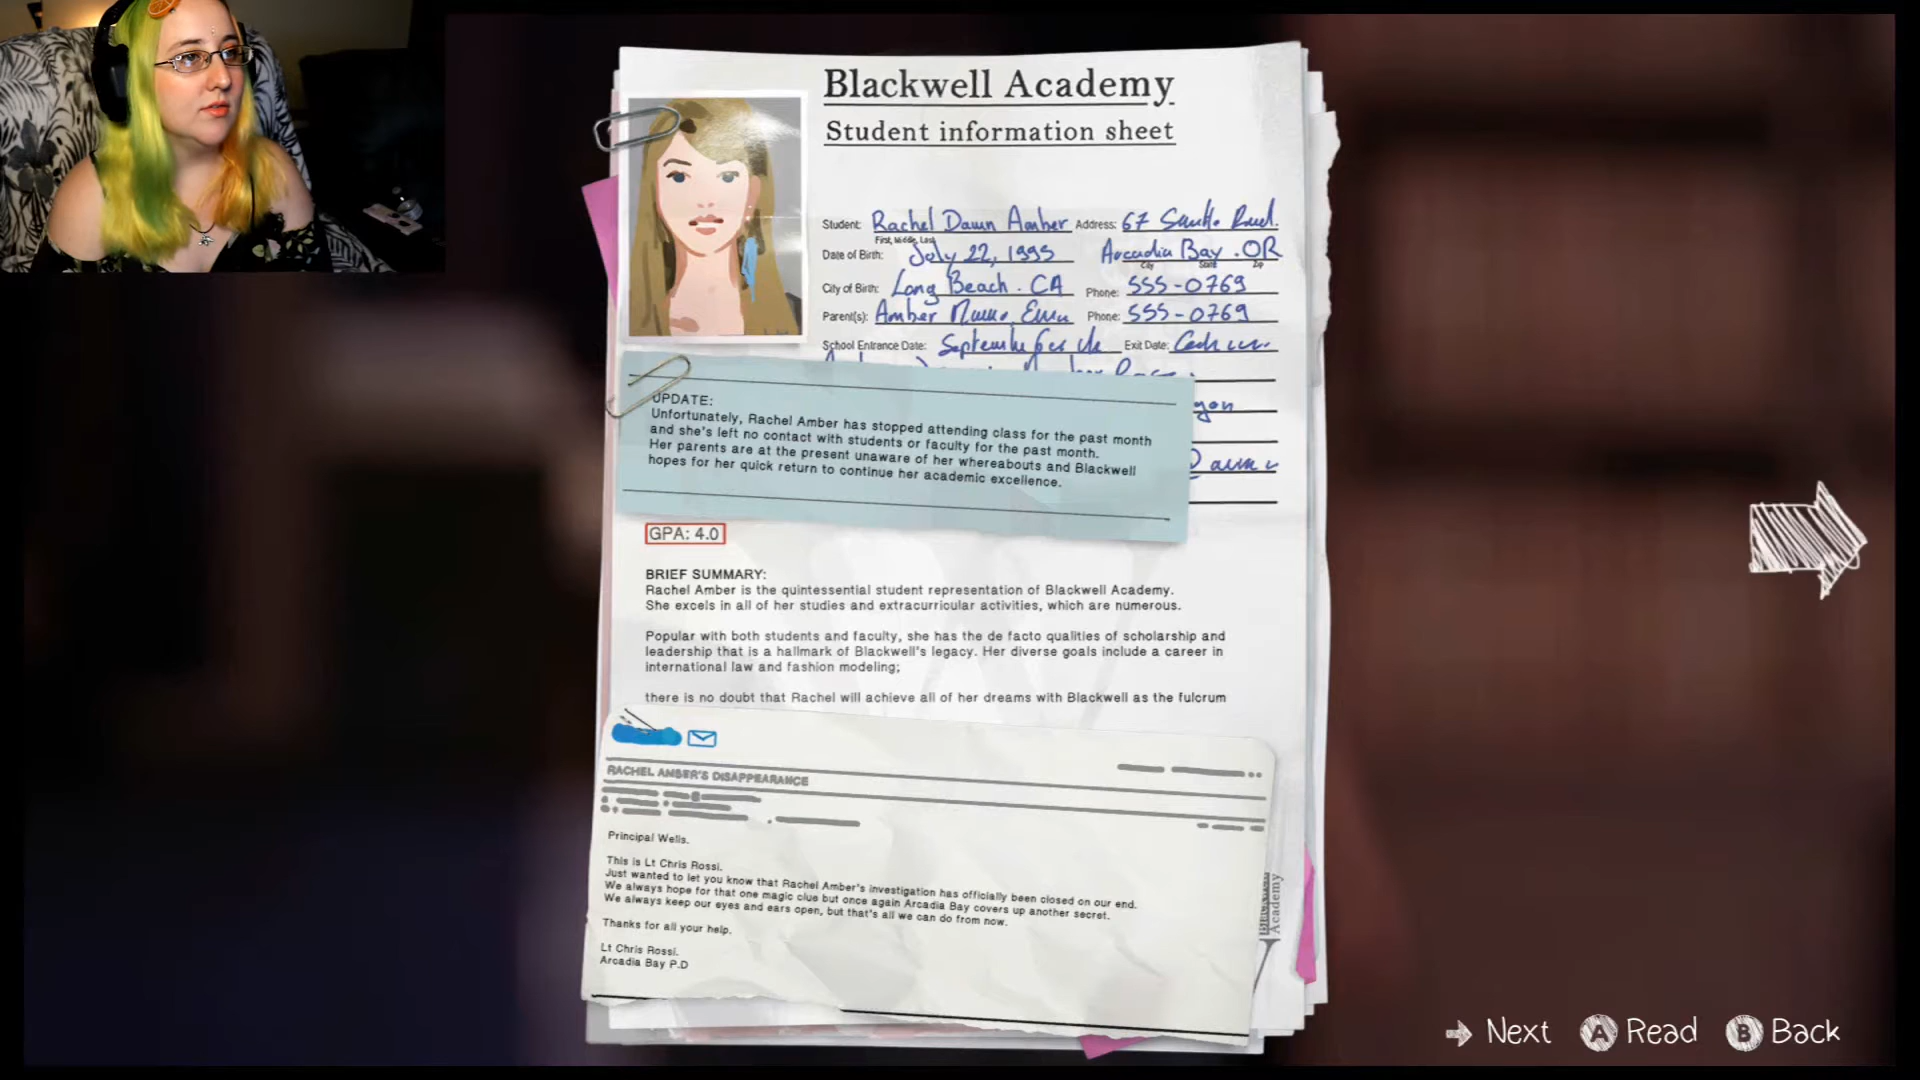 Blackwell Academy
Student information sheet
Student: Rachel Dawn Amber Address: 67
First, Middle, Last
Date of Birth: July 22, 1995 Arcadia Bay . OR
City State Zip
City of Birth: Long Beach . CA Phone: 555-0769
Parent(s): Amber Phone: 555-0769
School Entrance Date: Exit Date:
UPDATE:
Unfortunately, Rachel Amber has stopped attending class for the past month
and she's left no contact with students or faculty for the past month.
Her parents are at the present unaware of her whereabouts and Blackwell
hopes for her quick return to continue her academic excellence.
GPA: 4.0
BRIEF SUMMARY:
Rachel Amber is the quintessential student representation of Blackwell Academy.
She excels in all of her studies and extracurricular activities, which are numerous.
Popular with both students and faculty, she has the de facto qualities of scholarship and
leadership that is a hallmark of Blackwell's legacy. Her diverse goals include a career in
international law and fashion modeling;
there is no doubt that Rachel will achieve all of her dreams with Blackwell as the fulcrum
RACHEL AMBER'S DISAPPEARANCE
Principal Wells.
This is Lt Chris Rossi.
Just wanted to let you know that Rachel Amber's investigation has officially been closed on our end.
We always hope for that one magic clue but once again Arcadia Bay covers up another secret.
We always keep our eyes and ears open, but that's all we can do from now.
Thanks for all your help.
Lt Chris Rossi.
Arcadia Bay P.D
Academy
Next A Read B Back